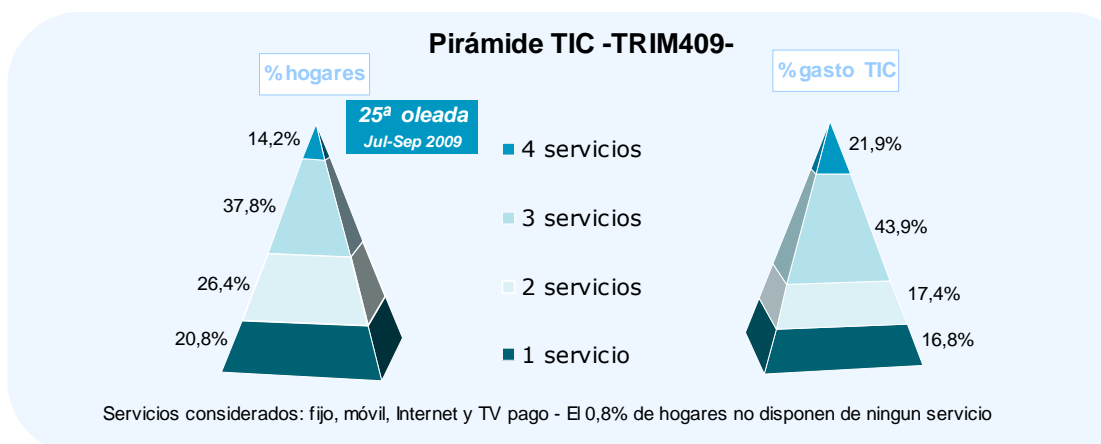 Pirámide TIC -TRIM409-
% hogares
% gasto TIC
25ª oleada
Jul-Sep 2009
14,2%
37,8%
26,4%
20,8%
4 servicios
3 servicios
2 servicios
1 servicio
21,9%
43,9%
17,4%
16,8%
Servicios considerados: fijo, móvil, Internet y TV pago - El 0,8% de hogares no disponen de ningun servicio